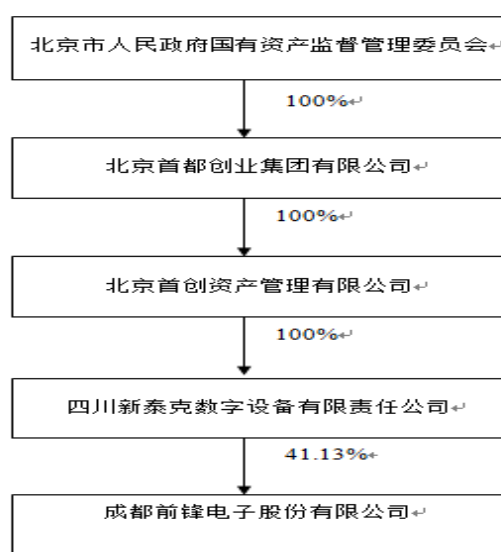 北京市人民政府国有资产监督管理委员会
100%
北京首都创业集团有限公司
100%
北京首创资产管理有限公司
100%
四川新泰克数字设备有限责任公司
41.13%
成都前锋电子股份有限公司